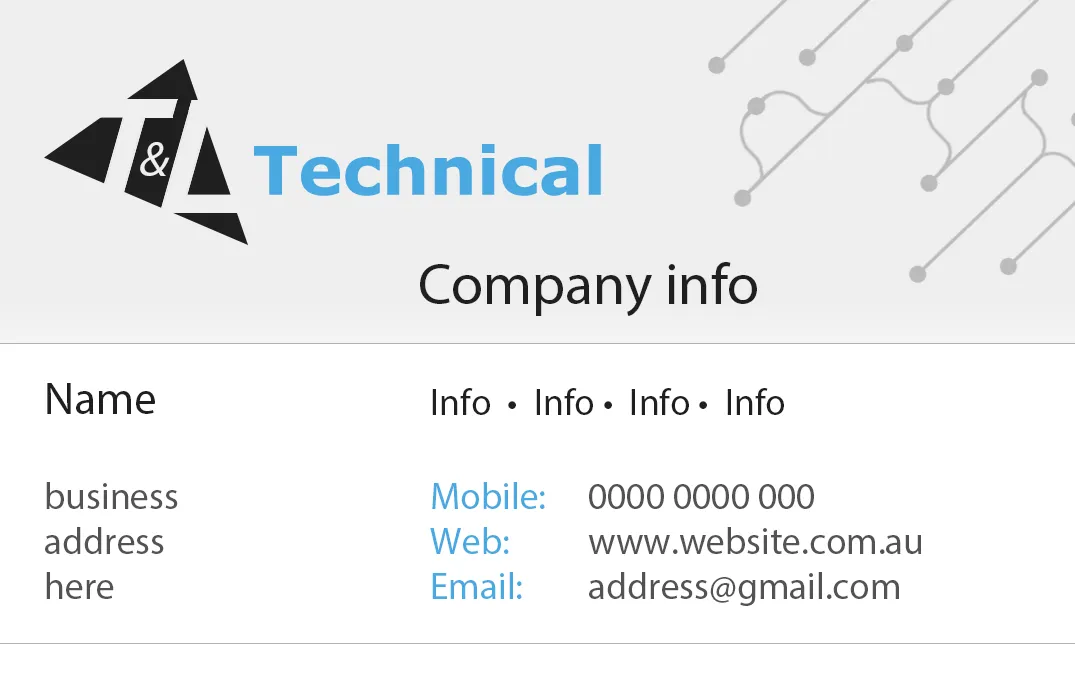 T&L Technical
Company info
Name
Info • Info • Info • Info
business
address
here
Mobile: 0000 0000 000
Web: www.website.com.au
Email: address@gmail.com